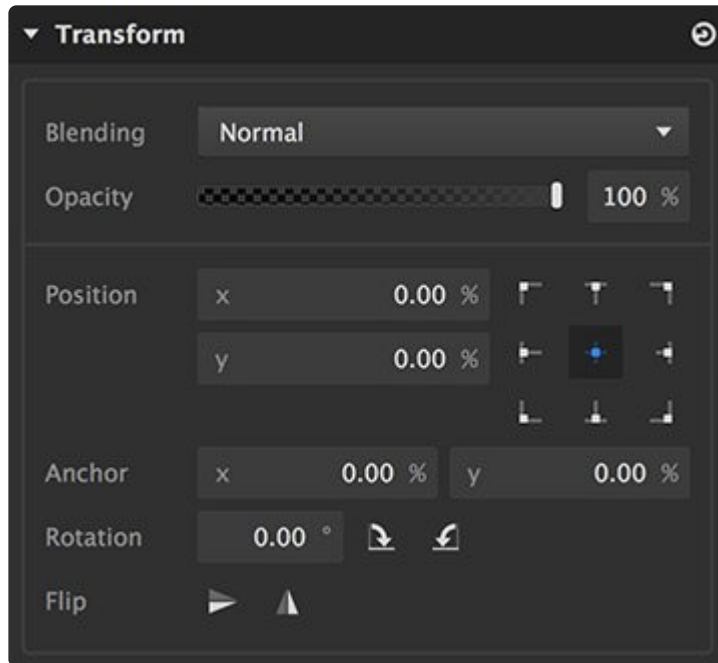 Transform
Blending Normal
Opacity 100 %
Position x 0.00 %
y 0.00 %
Anchor x 0.00 % y 0.00 %
Rotation 0.00 °
Flip